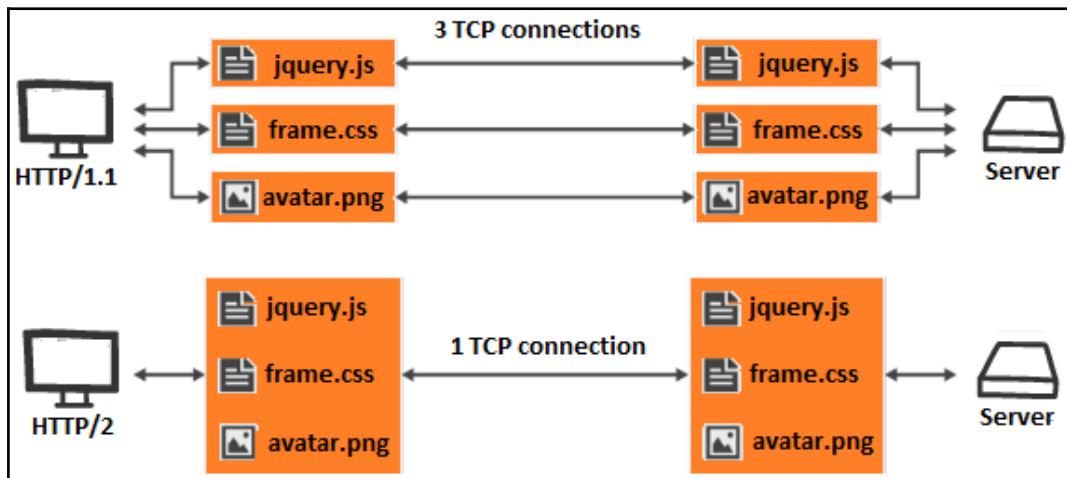 3 TCP connections
jquery.js
jquery.js
frame.css
frame.css
avatar.png
avatar.png
HTTP/1.1
Server
jquery.js
jquery.js
1 TCP connection
frame.css
frame.css
avatar.png
avatar.png
HTTP/2
Server